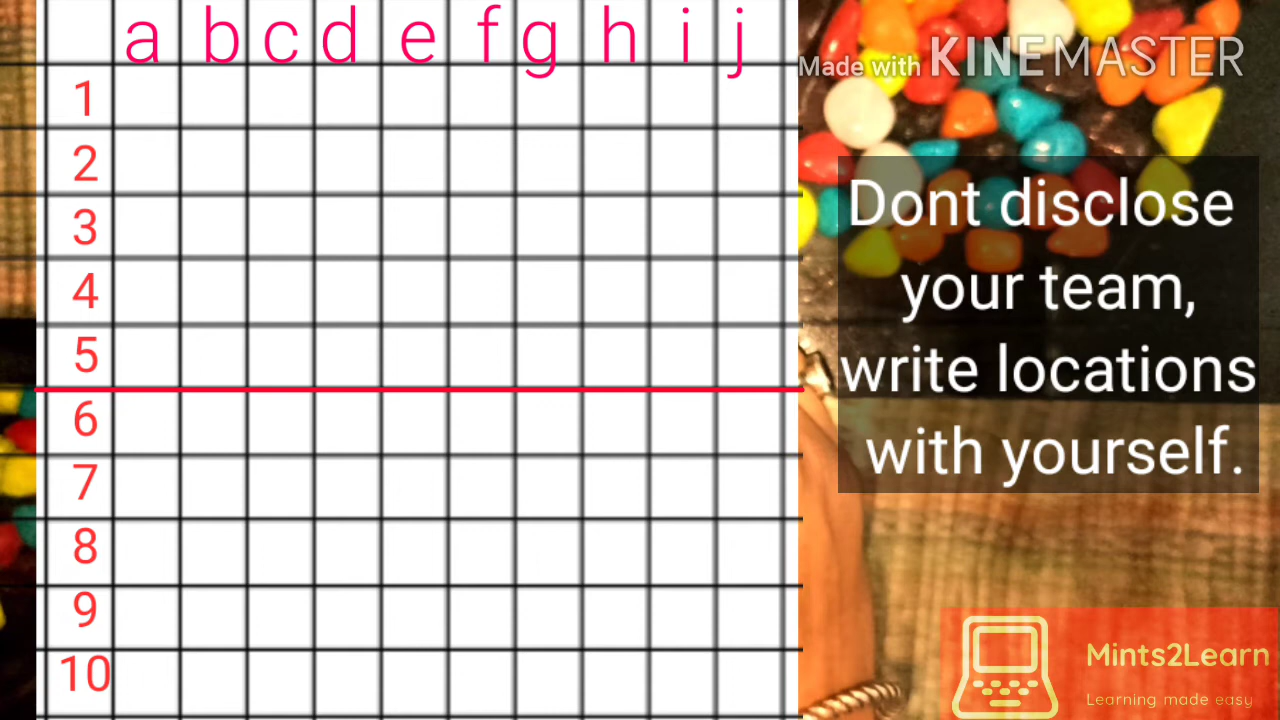 a b c d e f g h i j
1
2
3
4
5
6
7
8
9
10
Made with KINEMASTER
Dont disclose
your team,
write locations
with yourself.
Mints2Learn
Learning made easy